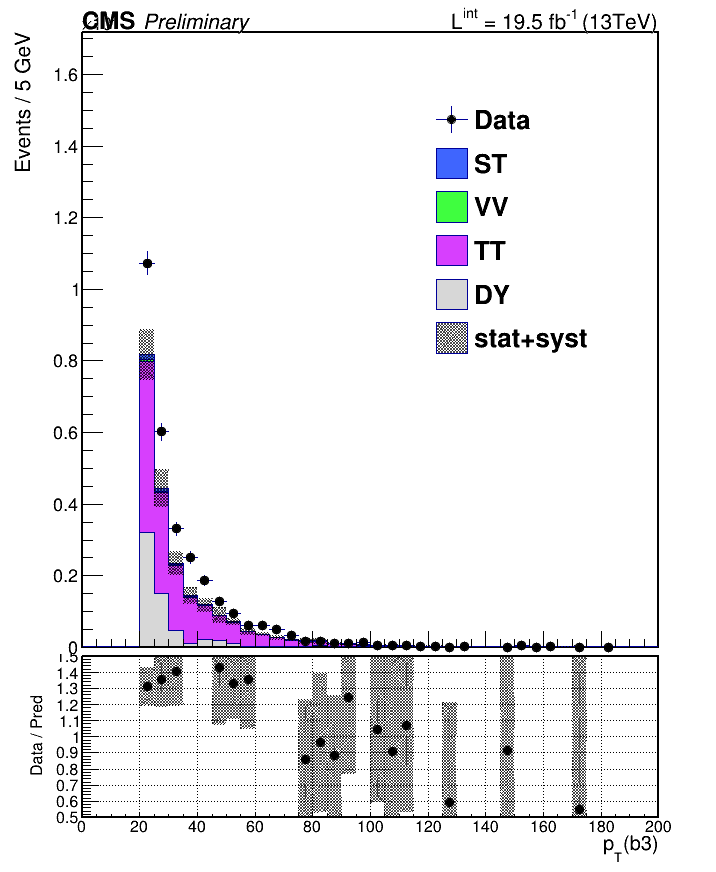 CMS Preliminary
L^int = 19.5 fb^-1 (13TeV)
Events / 5 GeV
1.6
1.4
1.2
1
0.8
0.6
0.4
0.2
0
Data
ST
VV
TT
DY
stat+syst
Data / Pred
1.5
1.4
1.3
1.2
1.1
1
0.9
0.8
0.7
0.6
0.5
0 20 40 60 80 100 120 140 160 180 200
p_T(b3)